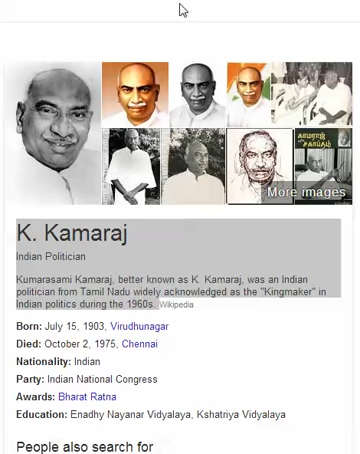 காமராஜ்
More images
K. Kamaraj
Indian Politician
Kumarasami Kamaraj, better known as K. Kamaraj, was an Indian
politician from Tamil Nadu widely acknowledged as the "Kingmaker" in
Indian politics during the 1960s. Wikipedia
Born: July 15, 1903, Virudhunagar
Died: October 2, 1975, Chennai
Nationality: Indian
Party: Indian National Congress
Awards: Bharat Ratna
Education: Enadhy Nayanar Vidyalaya, Kshatriya Vidyalaya
People also search for